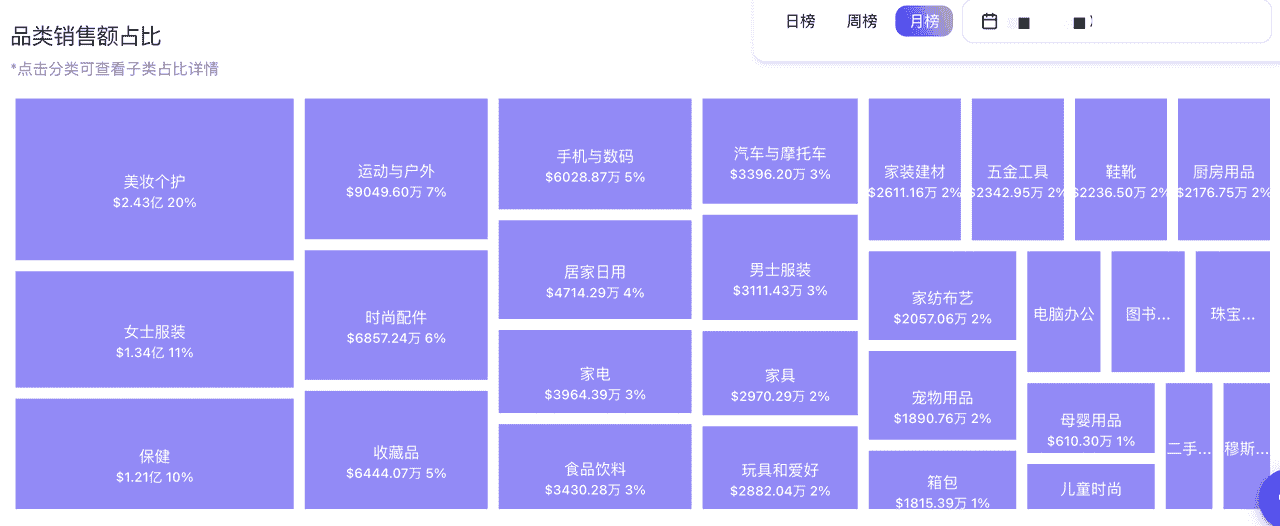 品类销售额占比
*点击分类可查看子类占比详情
日榜
周榜
月榜
美妆个护
$2.43亿 20%
女士服装
$1.34亿 11%
保健
$1.21亿 10%
运动与户外
$9049.60万 7%
时尚配件
$6857.24万 6%
收藏品
$6444.07万 5%
手机与数码
$6028.87万 5%
居家日用
$4714.29万 4%
家电
$3964.39万 3%
食品饮料
$3430.28万 3%
汽车与摩托车
$3396.20万 3%
男士服装
$3111.43万 3%
家具
$2970.29万 2%
玩具和爱好
$2882.04万 2%
家装建材
$2611.16万 2%
五金工具
$2342.95万 2%
鞋靴
$2236.50万 2%
厨房用品
$2176.75万 2%
家纺布艺
$2057.06万 2%
宠物用品
$1890.76万 2%
箱包
$1815.39万 1%
电脑办公
图书...
珠宝...
母婴用品
$610.30万 1%
儿童时尚
二手...
穆斯...